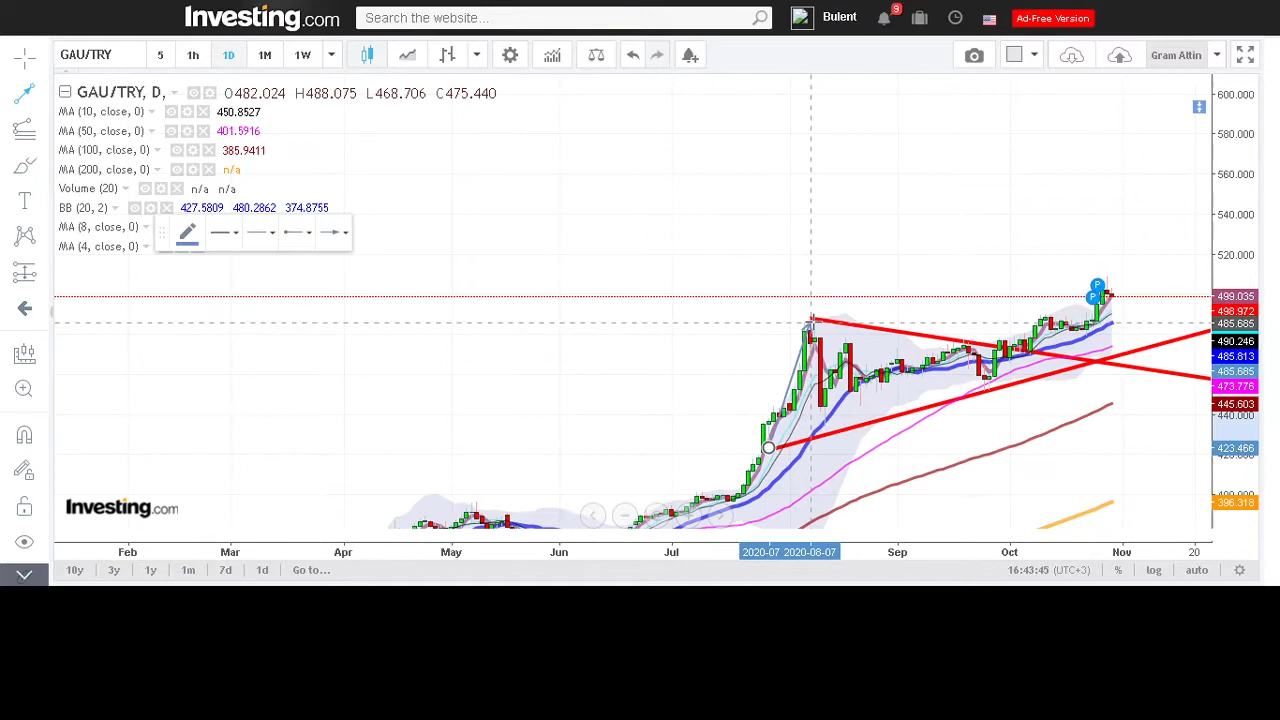 Investing.com
Search the website...
Bulent
9
Ad-Free Version
GAU/TRY
5
1h
1D
1M
1W
Gram Altin
GAU/TRY, D, O482.024 H488.075 L468.706 C475.440
MA (10, close, 0) 450.8527
MA (50, close, 0) 401.5916
MA (100, close, 0) 385.9411
MA (200, close, 0) n/a
Volume (20) n/a n/a
BB (20, 2) 427.5809 480.2862 374.8755
MA (8, close, 0)
MA (4, close, 0)
P
P
600.000
580.000
560.000
540.000
520.000
499.035
498.972
485.685
490.246
485.813
485.685
473.776
445.603
440.000
423.466
396.318
Investing.com
Feb Mar Apr May Jun Jul 2020-07 2020-08-07 Sep Oct Nov 20
10y 3y 1y 1m 7d 1d Go to... 16:43:45 (UTC+3) % log auto